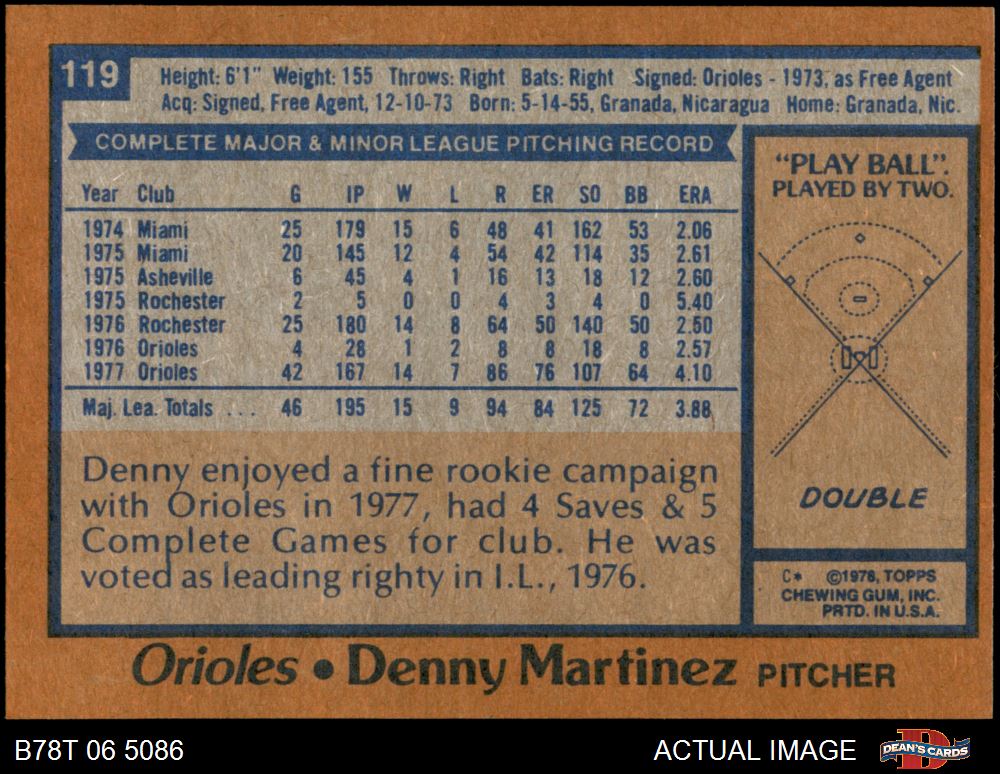 119
Height: 6'1" Weight: 155 Throws: Right Bats: Right Signed: Orioles - 1973, as Free Agent
Acq: Signed, Free Agent, 12-10-73 Born: 5-14-55, Granada, Nicaragua Home: Granada, Nic.
COMPLETE MAJOR & MINOR LEAGUE PITCHING RECORD
Year Club G IP W L R ER SO BB ERA
1974 Miami 25 179 15 6 48 41 162 53 2.06
1975 Miami 20 145 12 4 54 42 114 35 2.61
1975 Asheville 6 45 4 1 16 13 18 12 2.60
1975 Rochester 2 5 0 0 4 3 4 0 5.40
1976 Rochester 25 180 14 8 64 50 140 50 2.50
1976 Orioles 4 28 1 2 8 8 18 8 2.57
1977 Orioles 42 167 14 7 86 76 107 64 4.10
Maj. Lea. Totals ... 46 195 15 9 94 84 125 72 3.88
Denny enjoyed a fine rookie campaign
with Orioles in 1977, had 4 Saves & 5
Complete Games for club. He was
voted as leading righty in I.L., 1976.
"PLAY BALL".
PLAYED BY TWO.
DOUBLE
C* ©1978, TOPPS
CHEWING GUM, INC.
PRTD. IN U.S.A.
Orioles • Denny Martinez PITCHER
B78T 06 5086
ACTUAL IMAGE
DEAN'S CARDS